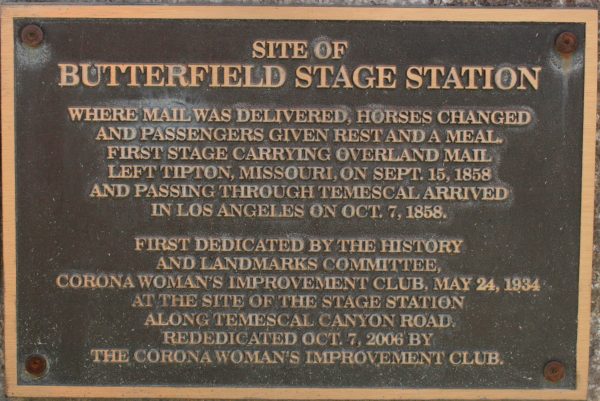 SITE OF
BUTTERFIELD STAGE STATION
WHERE MAIL WAS DELIVERED, HORSES CHANGED
AND PASSENGERS GIVEN REST AND A MEAL.
FIRST STAGE CARRYING OVERLAND MAIL
LEFT TIPTON, MISSOURI, ON SEPT. 15, 1858
AND PASSING THROUGH TEMESCAL ARRIVED
IN LOS ANGELES ON OCT. 7, 1858.
FIRST DEDICATED BY THE HISTORY
AND LANDMARKS COMMITTEE,
CORONA WOMAN'S IMPROVEMENT CLUB, MAY 24, 1934
AT THE SITE OF THE STAGE STATION
ALONG TEMESCAL CANYON ROAD.
REDEDICATED OCT. 7, 2006 BY
THE CORONA WOMAN'S IMPROVEMENT CLUB.